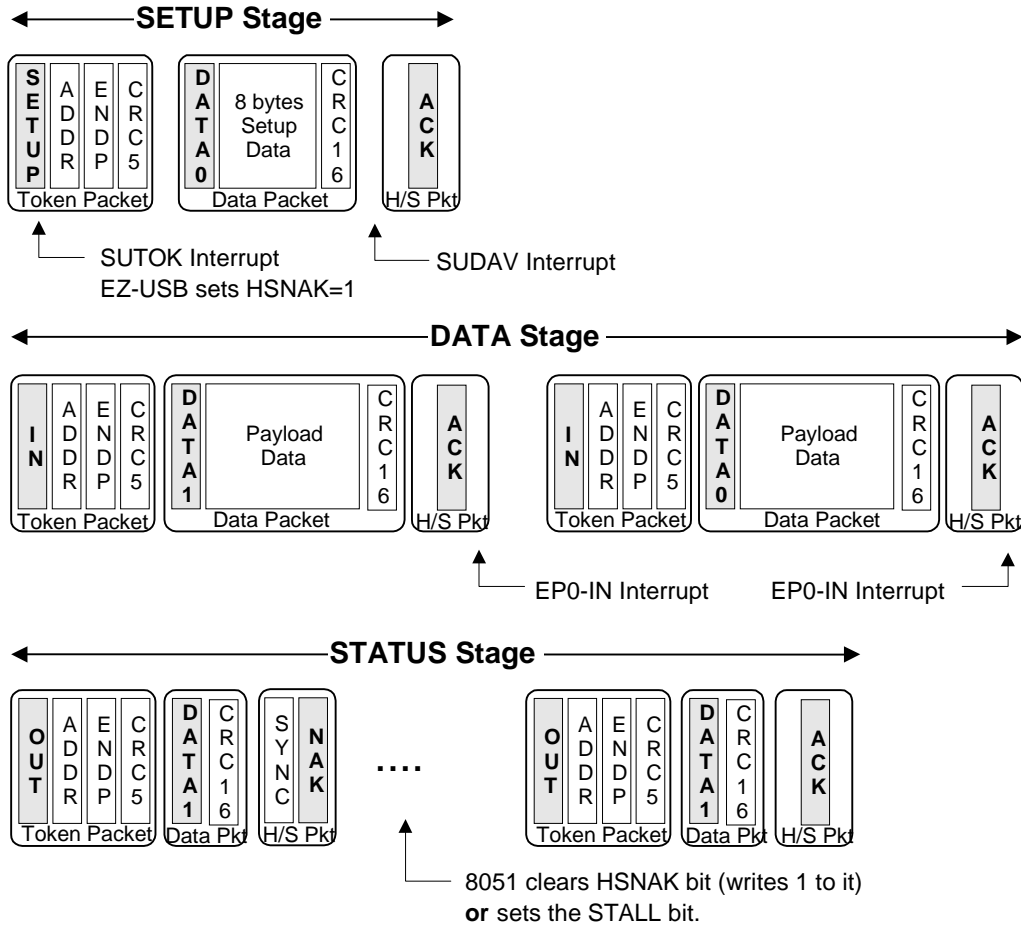 SETUP Stage
SETUP ADDR ENDP CRC5
Token Packet
DATA0 8 bytes Setup Data CRC16
Data Packet
ACK
H/S Pkt
SUTOK Interrupt
EZ-USB sets HSNAK=1
SUDAV Interrupt
DATA Stage
IN ADDR ENDP CRC5
Token Packet
DATA1 Payload Data CRC16
Data Packet
ACK
H/S Pkt
IN ADDR ENDP CRC5
Token Packet
DATA0 Payload Data CRC16
Data Packet
ACK
H/S Pkt
EP0-IN Interrupt
EP0-IN Interrupt
STATUS Stage
OUT ADDR ENDP CRC5
Token Packet
DATA1 CRC16
Data Pkt
SYNC NAK
H/S Pkt
....
OUT ADDR ENDP CRC5
Token Packet
DATA1 CRC16
Data Pkt
ACK
H/S Pkt
8051 clears HSNAK bit (writes 1 to it)
or sets the STALL bit.